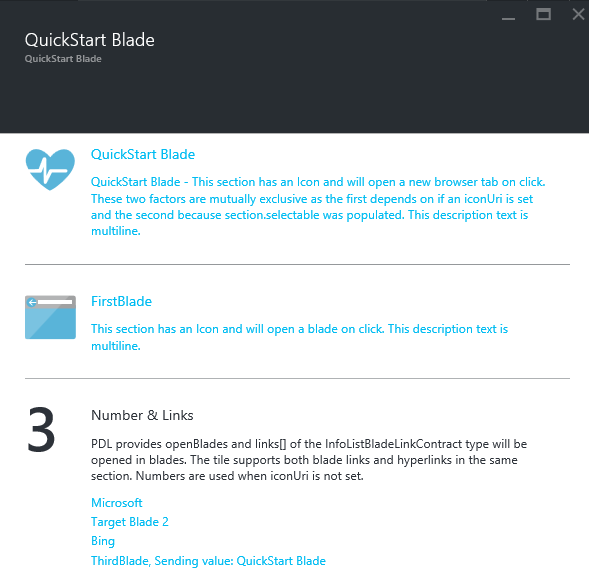 QuickStart Blade
QuickStart Blade
QuickStart Blade
QuickStart Blade - This section has an Icon and will open a new browser tab on click.
These two factors are mutually exclusive as the first depends on if an iconUri is set
and the second because section.selectable was populated. This description text is
multiline.
FirstBlade
This section has an Icon and will open a blade on click. This description text is
multiline.
3
Number & Links
PDL provides openBlades and links[] of the InfoListBladeLinkContract type will be
opened in blades. The tile supports both blade links and hyperlinks in the same
section. Numbers are used when iconUri is not set.
Microsoft
Target Blade 2
Bing
ThirdBlade, Sending value: QuickStart Blade